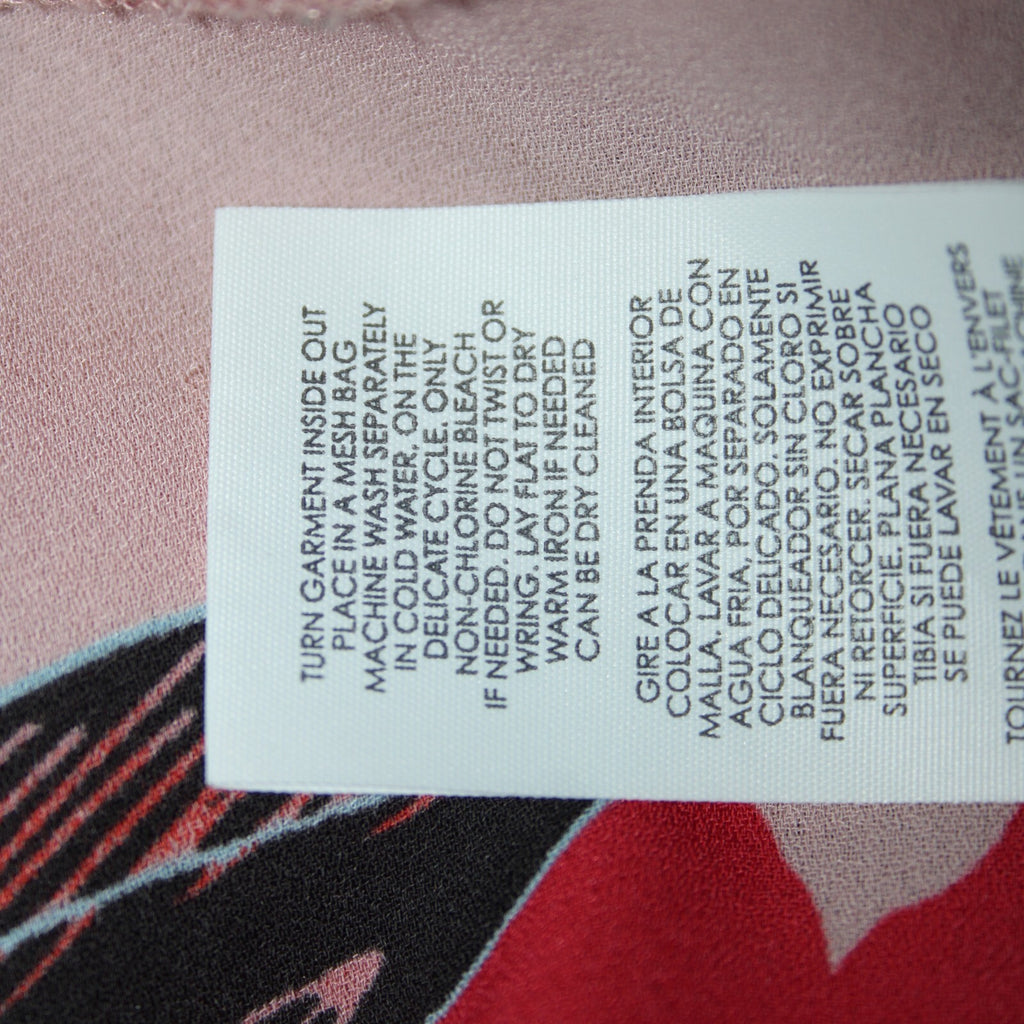 TURN GARMENT INSIDE OUT
PLACE IN A MESH BAG
MACHINE WASH SEPARATELY
IN COLD WATER. ON THE
DELICATE CYCLE. ONLY
NON-CHLORINE BLEACH
IF NEEDED. DO NOT TWIST OR
WRING. LAY FLAT TO DRY
WARM IRON IF NEEDED
CAN BE DRY CLEANED
GIRE A LA PRENDA INTERIOR
COLOCAR EN UNA BOLSA DE
MALLA. LAVAR A MAQUINA CON
AGUA FRIA, POR SEPARADO EN
CICLO DELICADO. SOLAMENTE
BLANQUEADOR SIN CLORO SI
FUERA NECESARIO. NO EXPRIMIR
NI RETORCER. SECAR SOBRE
SUPERFICIE. PLANA PLANCHA
TIBIA SI FUERA NECESARIO
SE PUEDE LAVAR EN SECO
TOURNEZ LE VÊTEMENT À L'ENVERS
UN SAC-FILET